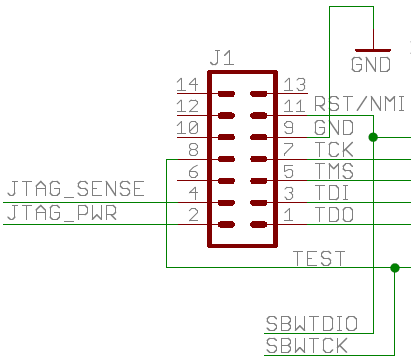 J1
GND
14 13
12 11 RST/NMI
10 9 GND
8 7 TCK
6 5 TMS
JTAG_SENSE 4 3 TDI
JTAG_PWR 2 1 TDO
TEST
SBWTDIO
SBWTCK